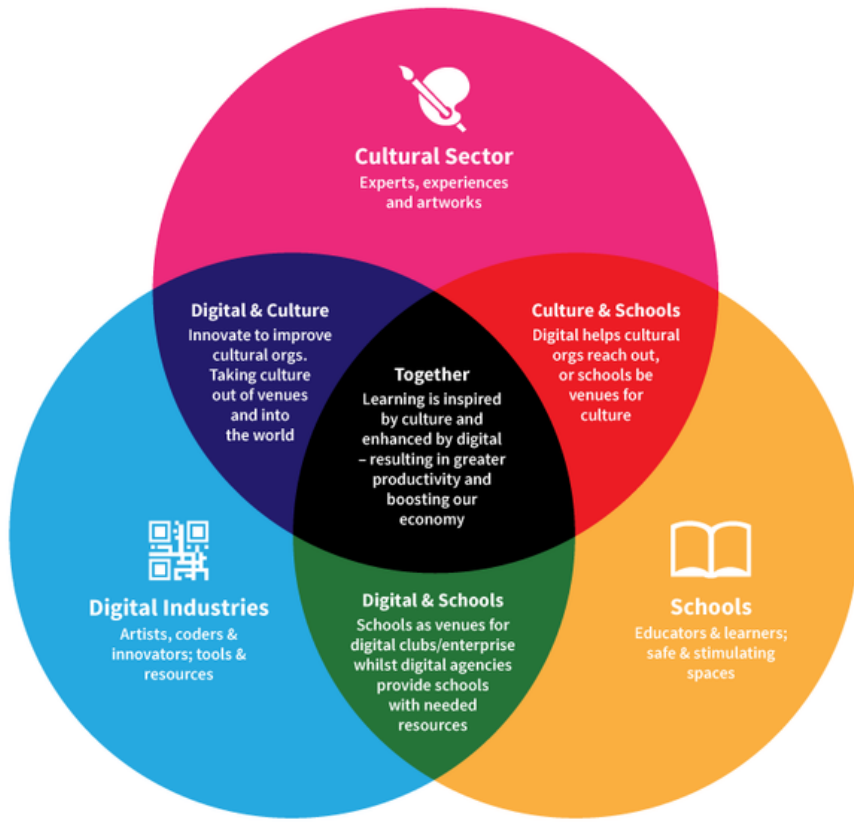 Cultural Sector
Experts, experiences
and artworks
Digital & Culture
Innovate to improve
cultural orgs.
Taking culture
out of venues
and into
the world
Culture & Schools
Digital helps cultural
orgs reach out,
or schools be
venues for
culture
Together
Learning is inspired
by culture and
enhanced by digital
– resulting in greater
productivity and
boosting our
economy
Digital Industries
Artists, coders &
innovators; tools &
resources
Digital & Schools
Schools as venues for
digital clubs/enterprise
whilst digital agencies
provide schools
with needed
resources
Schools
Educators & learners;
safe & stimulating
spaces